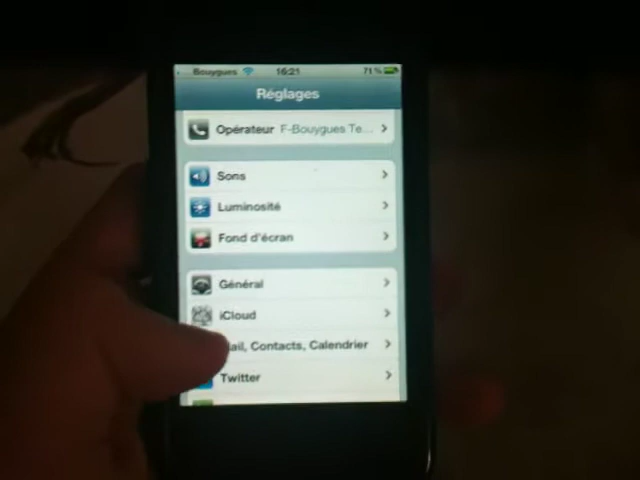 Bouygues 16:21 71 %
Réglages
Opérateur F-Bouygues Te...
Sons
Luminosité
Fond d'écran
Général
iCloud
ail, Contacts, Calendrier
Twitter